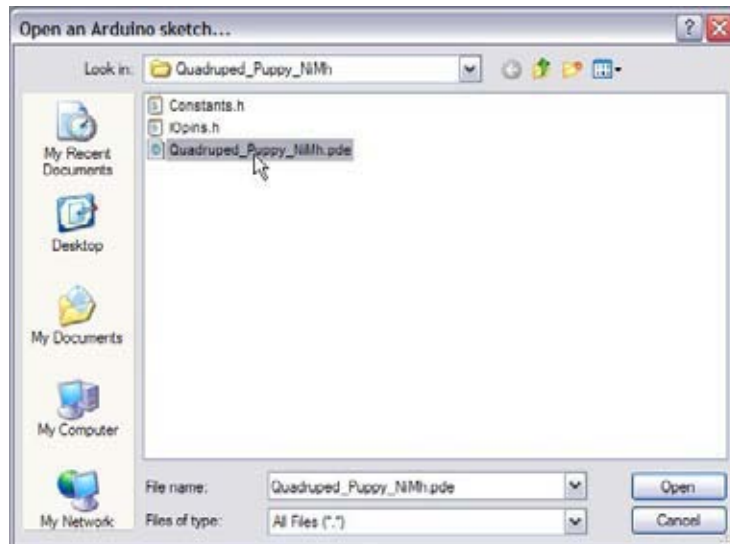 Open an Arduino sketch...
Look in:
Quadruped_Puppy_NiMh
Constants.h
IOpins.h
Quadruped_Puppy_NiMh.pde
My Recent
Documents
Desktop
My Documents
My Computer
My Network
File name:
Quadruped_Puppy_NiMh.pde
Open
Files of type:
All Files (*.*)
Cancel